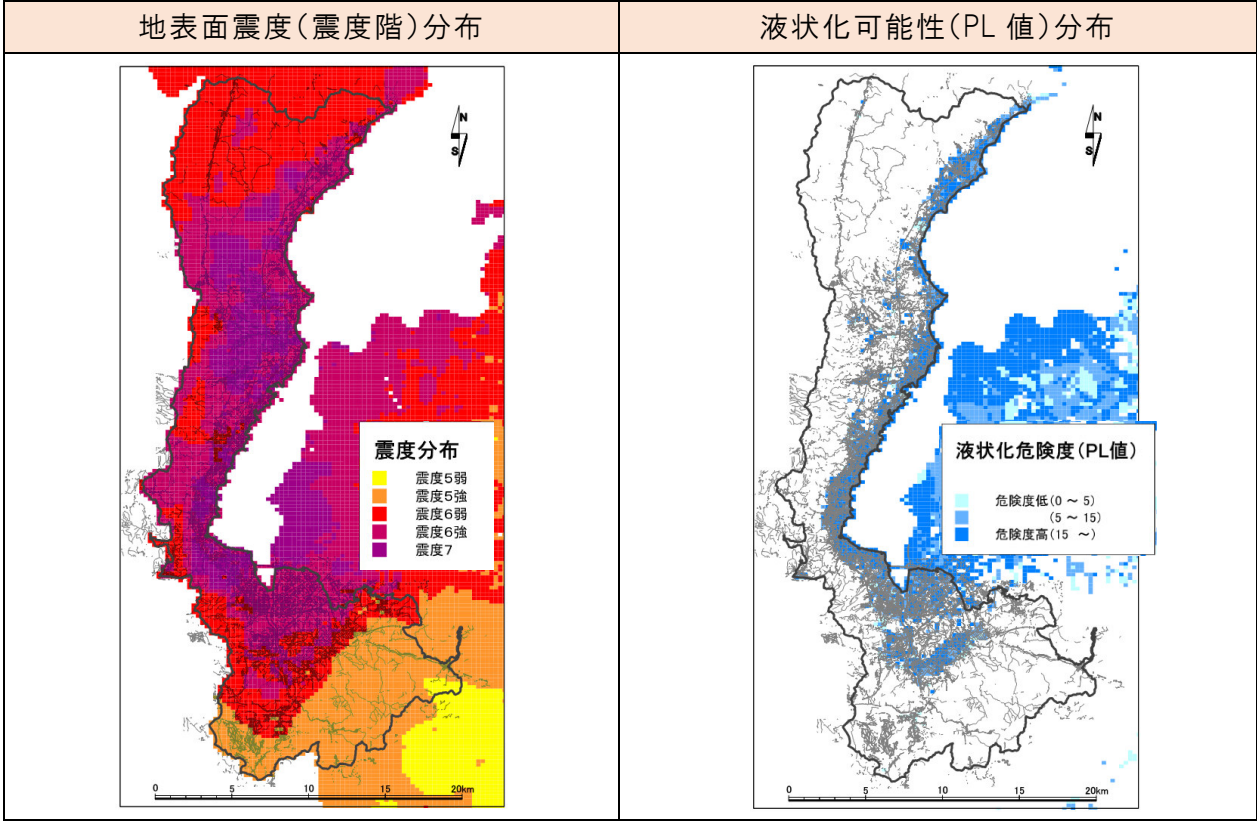 地表面震度(震度階)分布
液状化可能性(PL 値)分布
N
S
震度分布
震度5弱
震度5強
震度6弱
震度6強
震度7
0 5 10 15 20km
N
S
液状化危険度(PL値)
危険度低(0 ~ 5)
(5 ~ 15)
危険度高(15 ~)
0 5 10 15 20km